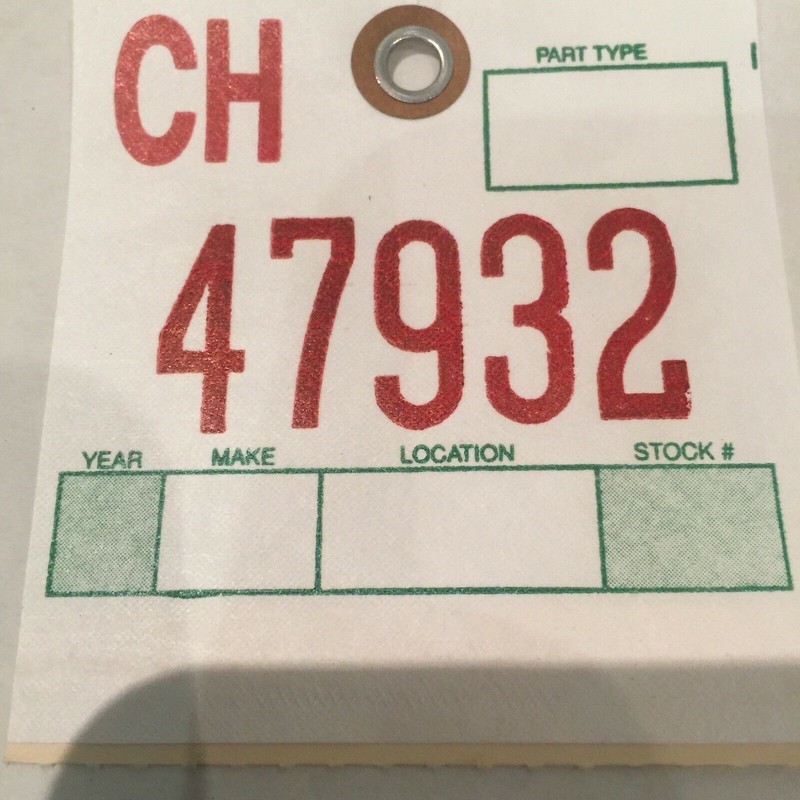 CH
PART TYPE
47932
YEAR MAKE LOCATION STOCK #